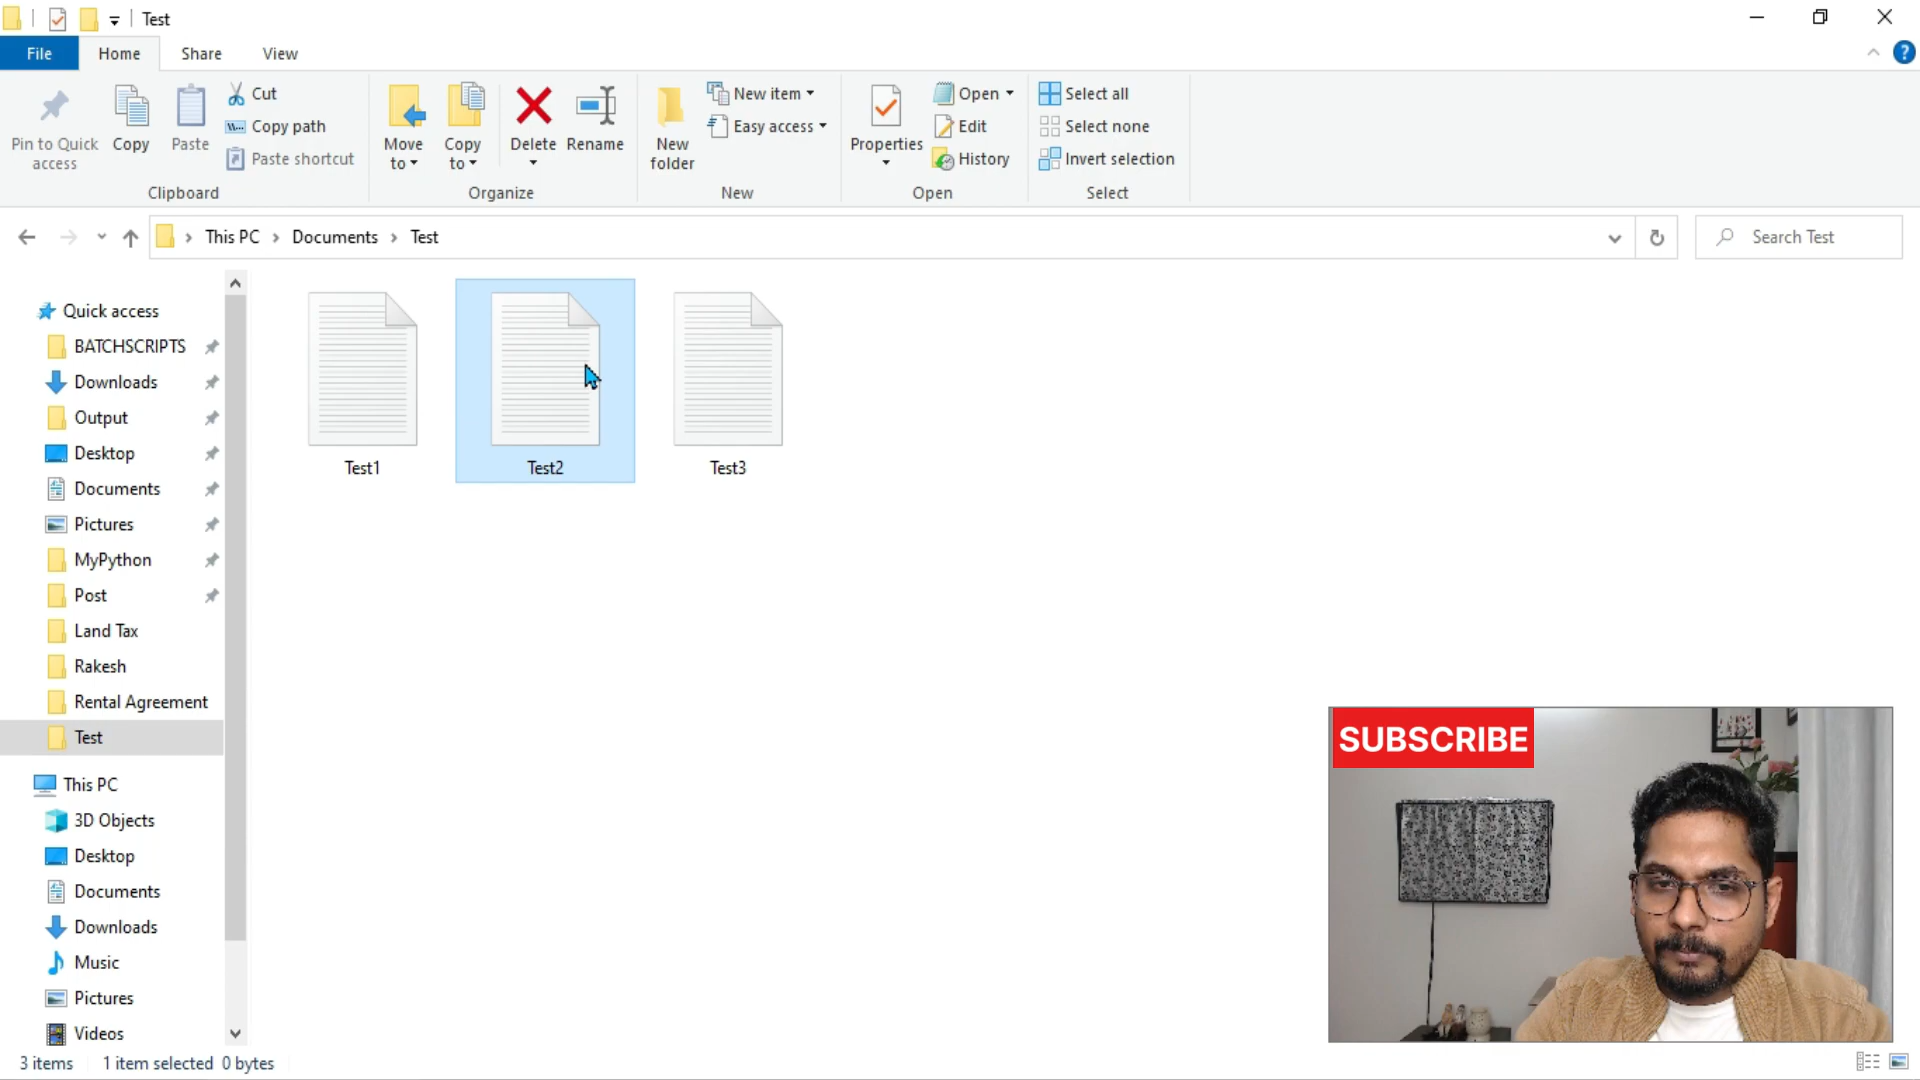 Test
File Home Share View
Pin to Quick access
Copy
Paste
Cut
Copy path
Paste shortcut
Clipboard
Move to
Copy to
Delete
Rename
Organize
New folder
New item
Easy access
New
Properties
Open
Edit
History
Open
Select all
Select none
Invert selection
Select
This PC > Documents > Test
Search Test
Quick access
BATCHSCRIPTS
Downloads
Output
Desktop
Documents
Pictures
MyPython
Post
Land Tax
Rakesh
Rental Agreement
Test
This PC
3D Objects
Desktop
Documents
Downloads
Music
Pictures
Videos
Test1 Test2 Test3
SUBSCRIBE
3 items 1 item selected 0 bytes